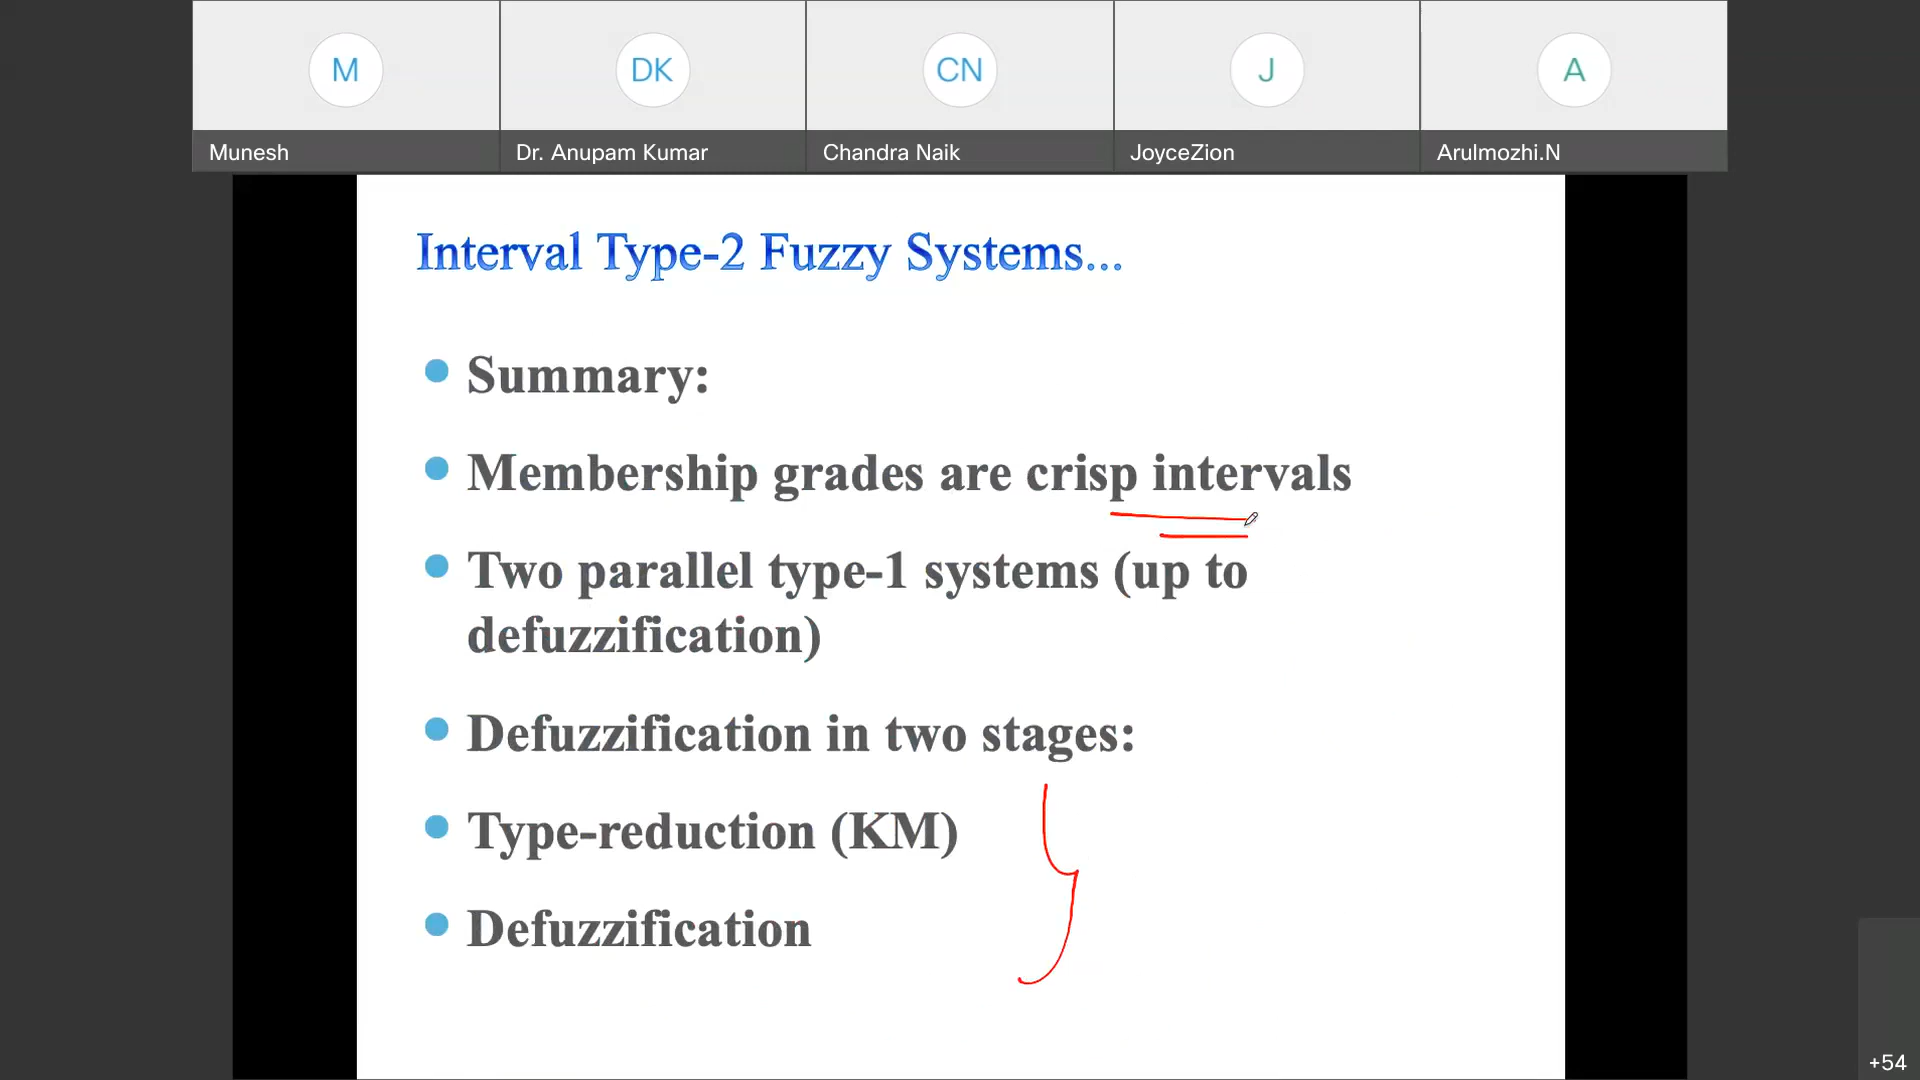 M
DK
CN
J
A
Munesh
Dr. Anupam Kumar
Chandra Naik
JoyceZion
Arulmozhi.N
Interval Type-2 Fuzzy Systems...
Summary:
Membership grades are crisp intervals
Two parallel type-1 systems (up to
defuzzification)
Defuzzification in two stages:
Type-reduction (KM)
Defuzzification
+54